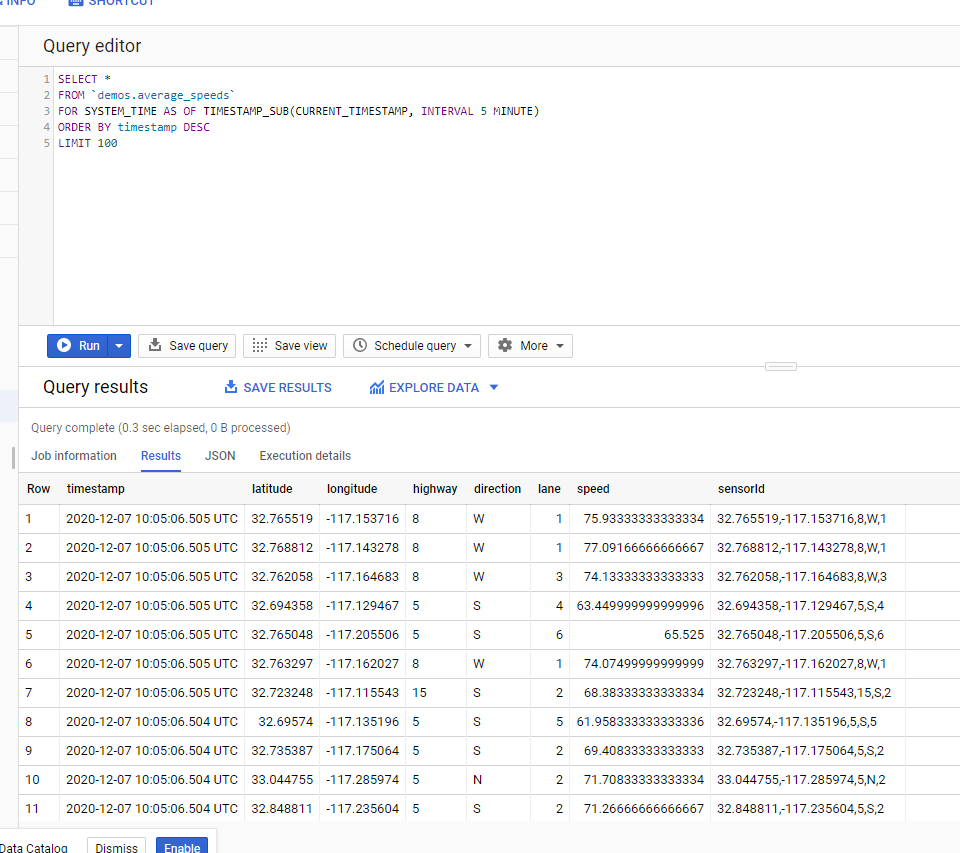 INFO SHORTCUT
Query editor
1 SELECT *
2 FROM `demos.average_speeds`
3 FOR SYSTEM_TIME AS OF TIMESTAMP_SUB(CURRENT_TIMESTAMP, INTERVAL 5 MINUTE)
4 ORDER BY timestamp DESC
5 LIMIT 100
Run Save query Save view Schedule query More
Query results SAVE RESULTS EXPLORE DATA
Query complete (0.3 sec elapsed, 0 B processed)
Job information Results JSON Execution details
Row timestamp latitude longitude highway direction lane speed sensorId
1 2020-12-07 10:05:06.505 UTC 32.765519 -117.153716 8 W 1 75.93333333333334 32.765519,-117.153716,8,W,1
2 2020-12-07 10:05:06.505 UTC 32.768812 -117.143278 8 W 1 77.09166666666667 32.768812,-117.143278,8,W,1
3 2020-12-07 10:05:06.505 UTC 32.762058 -117.164683 8 W 3 74.13333333333333 32.762058,-117.164683,8,W,3
4 2020-12-07 10:05:06.505 UTC 32.694358 -117.129467 5 S 4 63.449999999999996 32.694358,-117.129467,5,S,4
5 2020-12-07 10:05:06.505 UTC 32.765048 -117.205506 5 S 6 65.525 32.765048,-117.205506,5,S,6
6 2020-12-07 10:05:06.505 UTC 32.763297 -117.162027 8 W 1 74.07499999999999 32.763297,-117.162027,8,W,1
7 2020-12-07 10:05:06.505 UTC 32.723248 -117.115543 15 S 2 68.38333333333334 32.723248,-117.115543,15,S,2
8 2020-12-07 10:05:06.504 UTC 32.69574 -117.135196 5 S 5 61.958333333333336 32.69574,-117.135196,5,S,5
9 2020-12-07 10:05:06.504 UTC 32.735387 -117.175064 5 S 2 69.40833333333333 32.735387,-117.175064,5,S,2
10 2020-12-07 10:05:06.504 UTC 33.044755 -117.285974 5 N 2 71.70833333333334 33.044755,-117.285974,5,N,2
11 2020-12-07 10:05:06.504 UTC 32.848811 -117.235604 5 S 2 71.26666666666667 32.848811,-117.235604,5,S,2
Data Catalog Dismiss Enable